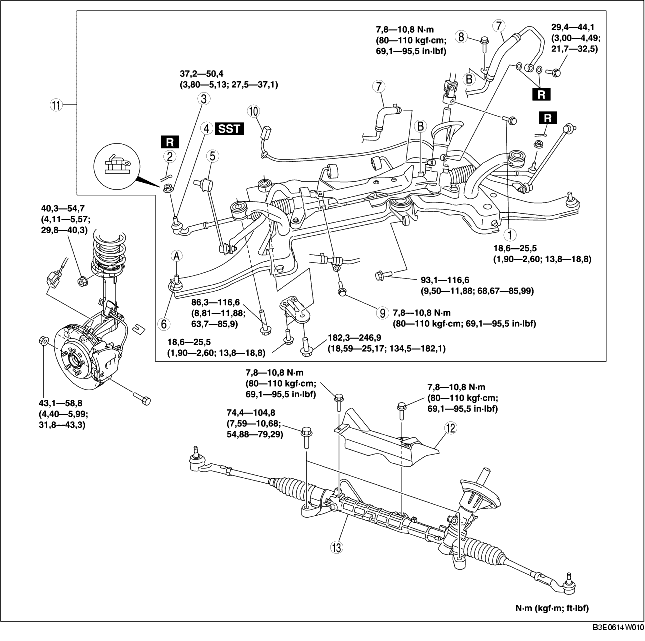 7,8—10,8 N·m
(80—110 kgf·cm;
69,1—95,5 in·lbf)
8
7
29,4—44,1
(3,00—4,49;
21,7—32,5)
B
R
R
37,2—50,4
(3,80—5,13; 27,5—37,1)
11
3
7
10
B
R
4
SST
2
5
1
18,6—25,5
(1,90—2,60; 13,8—18,8)
40,3—54,7
(4,11—5,57;
29,8—40,3)
A
6
86,3—116,6
(8,81—11,88;
63,7—85,9)
93,1—116,6
(9,50—11,88; 68,67—85,99)
9
7,8—10,8 N·m
(80—110 kgf·cm; 69,1—95,5 in·lbf)
18,6—25,5
(1,90—2,60; 13,8—18,8)
182,3—246,9
(18,59—25,17; 134,5—182,1)
43,1—58,8
(4,40—5,99;
31,8—43,3)
7,8—10,8 N·m
(80—110 kgf·cm;
69,1—95,5 in·lbf)
7,8—10,8 N·m
(80—110 kgf·cm;
69,1—95,5 in·lbf)
74,4—104,8
(7,59—10,68;
54,88—79,29)
12
13
N·m (kgf·m; ft·lbf)
B3E0614W010